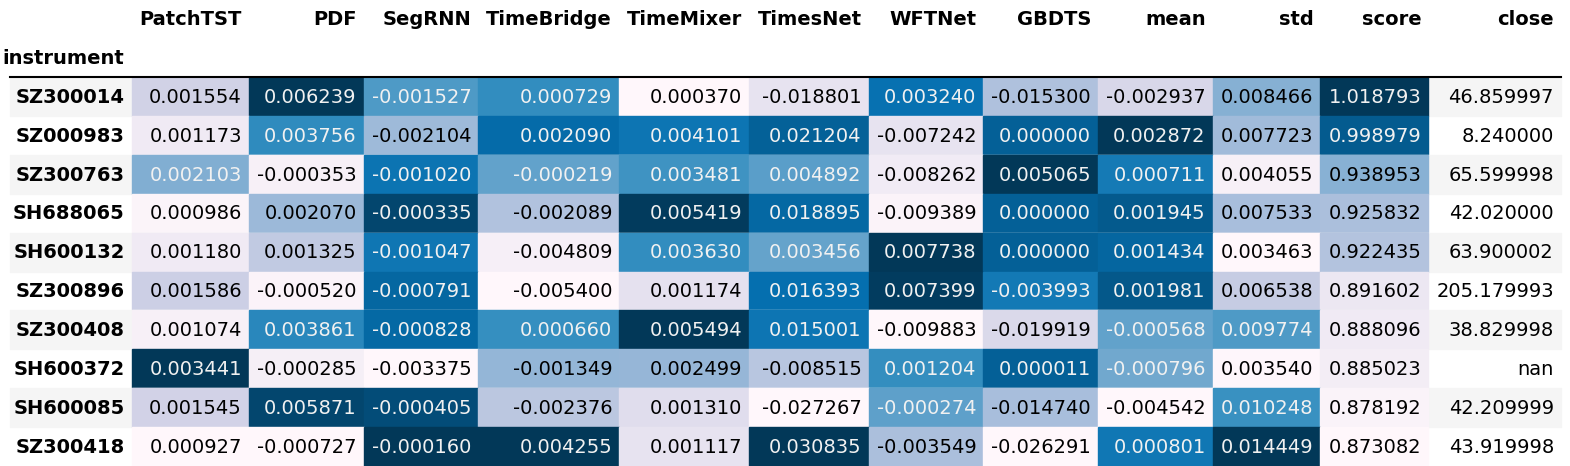 PatchTST PDF SegRNN TimeBridge TimeMixer TimesNet WFTNet GBDTS mean std score close
instrument
SZ300014 0.001554 0.006239 -0.001527 0.000729 0.000370 -0.018801 0.003240 -0.015300 -0.002937 0.008466 1.018793 46.859997
SZ000983 0.001173 0.003756 -0.002104 0.002090 0.004101 0.021204 -0.007242 0.000000 0.002872 0.007723 0.998979 8.240000
SZ300763 0.002103 -0.000353 -0.001020 -0.000219 0.003481 0.004892 -0.008262 0.005065 0.000711 0.004055 0.938953 65.599998
SH688065 0.000986 0.002070 -0.000335 -0.002089 0.005419 0.018895 -0.009389 0.000000 0.001945 0.007533 0.925832 42.020000
SH600132 0.001180 0.001325 -0.001047 -0.004809 0.003630 0.003456 0.007738 0.000000 0.001434 0.003463 0.922435 63.900002
SZ300896 0.001586 -0.000520 -0.000791 -0.005400 0.001174 0.016393 0.007399 -0.003993 0.001981 0.006538 0.891602 205.179993
SZ300408 0.001074 0.003861 -0.000828 0.000660 0.005494 0.015001 -0.009883 -0.019919 -0.000568 0.009774 0.888096 38.829998
SH600372 0.003441 -0.000285 -0.003375 -0.001349 0.002499 -0.008515 0.001204 0.000011 -0.000796 0.003540 0.885023 nan
SH600085 0.001545 0.005871 -0.000405 -0.002376 0.001310 -0.027267 -0.000274 -0.014740 -0.004542 0.010248 0.878192 42.209999
SZ300418 0.000927 -0.000727 -0.000160 0.004255 0.001117 0.030835 -0.003549 -0.026291 0.000801 0.014449 0.873082 43.919998